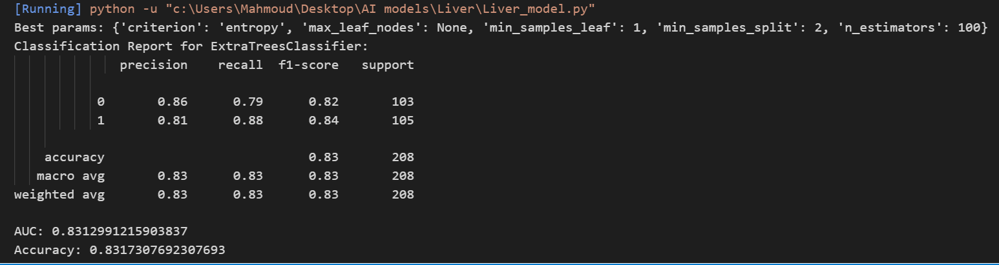 [Running] python -u "c:\Users\Mahmoud\Desktop\AI models\Liver\Liver_model.py"
Best params: {'criterion': 'entropy', 'max_leaf_nodes': None, 'min_samples_leaf': 1, 'min_samples_split': 2, 'n_estimators': 100}
Classification Report for ExtraTreesClassifier:
              precision    recall  f1-score   support
           0       0.86      0.79      0.82       103
           1       0.81      0.88      0.84       105
    accuracy                           0.83       208
   macro avg       0.83      0.83      0.83       208
weighted avg       0.83      0.83      0.83       208
AUC: 0.8312991215903837
Accuracy: 0.8317307692307693